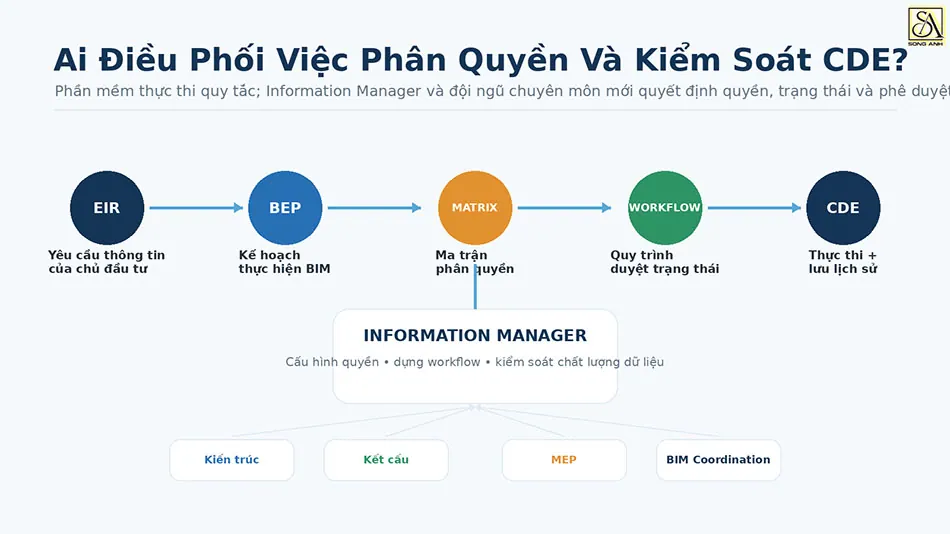 SA
SONG ANH
Ai Điều Phối Việc Phân Quyền Và Kiểm Soát CDE?
Phần mềm thực thi quy tắc; Information Manager và đội ngũ chuyên môn mới quyết định quyền, trạng thái và phê duyệt
EIR
BEP
MATRIX
WORKFLOW
CDE
Yêu cầu thông tin
của chủ đầu tư
Kế hoạch
thực hiện BIM
Ma trận
phân quyền
Quy trình
duyệt trạng thái
Thực thi +
lưu lịch sử
INFORMATION MANAGER
Cấu hình quyền • dựng workflow • kiểm soát chất lượng dữ liệu
Kiến trúc
Kết cấu
MEP
BIM Coordination